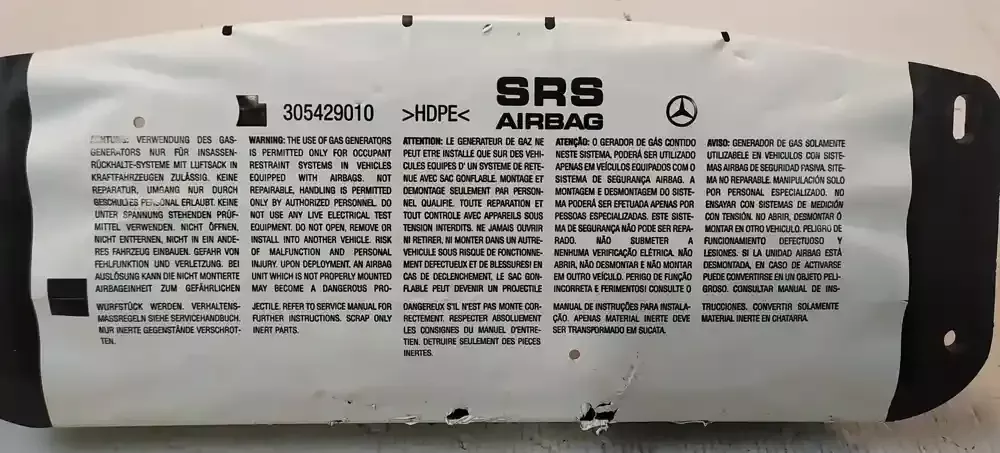 305429010 >HDPE< SRS
AIRBAG
ACHTUNG: VERWENDUNG DES GAS-
GENERATORS NUR FÜR INSASSEN-
RÜCKHALTE-SYSTEME MIT LUFTSACK IN
KRAFTFAHRZEUGEN ZULÄSSIG. KEINE
REPARATUR, UMGANG NUR DURCH
GESCHULTES PERSONAL ERLAUBT. KEINE
UNTER SPANNUNG STEHENDEN PRÜF-
MITTEL VERWENDEN. NICHT ÖFFNEN,
NICHT ENTFERNEN, NICHT IN EIN ANDE-
RES FAHRZEUG EINBAUEN. GEFAHR VON
FEHLFUNKTION UND VERLETZUNG. BEI
AUSLÖSUNG KANN DIE NICHT MONTIERTE
AIRBAGEINHEIT ZUM GEFÄHRLICHEN
WURFSTÜCK WERDEN. VERHALTENS-
MASSREGELN SIEHE SERVICEHANDBUCH.
NUR INERTE GEGENSTÄNDE VERSCHROT-
TEN.
WARNING: THE USE OF GAS GENERATORS
IS PERMITTED ONLY FOR OCCUPANT
RESTRAINT SYSTEMS IN VEHICLES
EQUIPPED WITH AIRBAGS. NOT
REPAIRABLE, HANDLING IS PERMITTED
ONLY BY AUTHORIZED PERSONNEL. DO
NOT USE ANY LIVE ELECTRICAL TEST
EQUIPMENT. DO NOT OPEN, REMOVE OR
INSTALL INTO ANOTHER VEHICLE. RISK
OF MALFUNCTION AND PERSONAL
INJURY. UPON DEPLOYMENT, AN AIRBAG
UNIT WHICH IS NOT PROPERLY MOUNTED
MAY BECOME A DANGEROUS PRO-
JECTILE. REFER TO SERVICE MANUAL FOR
FURTHER INSTRUCTIONS. SCRAP ONLY
INERT PARTS.
ATTENTION: LE GENERATEUR DE GAZ NE
PEUT ETRE INSTALLE QUE SUR DES VEHI-
CULES EQUIPES D' UN SYSTEME DE RETE-
NUE AVEC SAC GONFLABLE. MONTAGE ET
DEMONTAGE SEULEMENT PAR PERSON-
NEL QUALIFIE. TOUTE REPARATION ET
TOUT CONTROLE AVEC APPAREILS SOUS
TENSION INTERDITS. NE JAMAIS OUVRIR
NI RETIRER, NI MONTER DANS UN AUTRE-
VEHICULE SOUS RISQUE DE FONCTIONNE-
MENT DEFECTUEUX ET DE BLESSURES! EN
CAS DE DECLENCHEMENT, LE SAC GON-
FLABLE PEUT DEVENIR UN PROJECTILE
DANGEREUX S'IL N'EST PAS MONTE COR-
RECTEMENT. RESPECTER ABSOLUEMENT
LES CONSIGNES DU MANUEL D'ENTRE-
TIEN. DETRUIRE SEULEMENT DES PIECES
INERTES.
ATENÇÃO: O GERADOR DE GÁS CONTIDO
NESTE SISTEMA, PODERÁ SER UTILIZADO
APENAS EM VEÍCULOS EQUIPADOS COM O
SISTEMA DE SEGURANÇA AIRBAG. A
MONTAGEM E DESMONTAGEM DO SISTE-
MA PODERÁ SER EFETUADA APENAS POR
PESSOAS ESPECIALIZADAS. ESTE SISTE-
MA DE SEGURANÇA NÃO PODE SER REPA-
RADO. NÃO SUBMETER A
NENHUMA VERIFICAÇÃO ELÉTRICA. NÃO
ABRIR, NÃO DESMONTAR E NÃO MONTAR
EM OUTRO VEÍCULO. PERIGO DE FUNÇÃO
INCORRETA E FERIMENTOS! CONSULTE O
MANUAL DE INSTRUÇÕES PARA INSTALA-
ÇÃO. APENAS MATERIAL INERTE DEVE
SER TRANSFORMADO EM SUCATA.
AVISO: GENERADOR DE GAS SOLAMENTE
UTILIZABELE EN VEHICULOS CON SISTE-
MAS AIRBAG DE SEGURIDAD PASIVA. SITE-
MA NO REPARABLE. MANIPULACIÓN SOLO
POR PERSONAL ESPECIALIZADO. NO
ENSAYAR CON SISTEMAS DE MEDICIÓN
CON TENSIÓN. NO ABRIR, DESMONTAR Ó
MONTAR EN OTRO VEHICULO. PELIGRO DE
FUNCIONAMIENTO DEFECTUOSO Y
LESIONES. SI LA UNIDAD AIRBAG ESTÁ
DESMONTADA, EN CASO DE ACTIVARSE
PUEDE CONVERTIRSE EN UN OBJETO PELI-
GROSO. CONSULTAR MANUAL DE INS-
TRUCCIONES. CONVERTIR SOLAMENTE
MATERIAL INERTE EN CHATARRA.